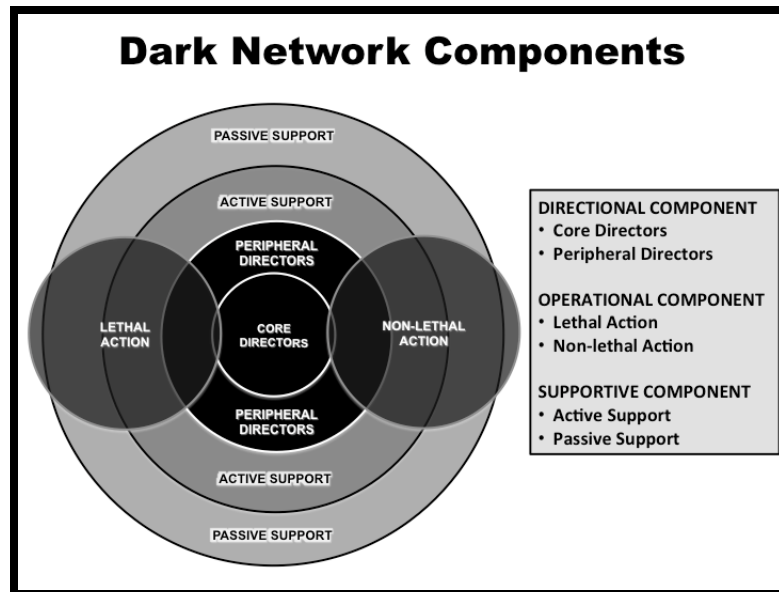 Dark Network Components
PASSIVE SUPPORT
ACTIVE SUPPORT
PERIPHERAL
DIRECTORS
LETHAL
ACTION
CORE
DIRECTORS
NON-LETHAL
ACTION
PERIPHERAL
DIRECTORS
ACTIVE SUPPORT
PASSIVE SUPPORT
DIRECTIONAL COMPONENT
• Core Directors
• Peripheral Directors
OPERATIONAL COMPONENT
• Lethal Action
• Non-lethal Action
SUPPORTIVE COMPONENT
• Active Support
• Passive Support